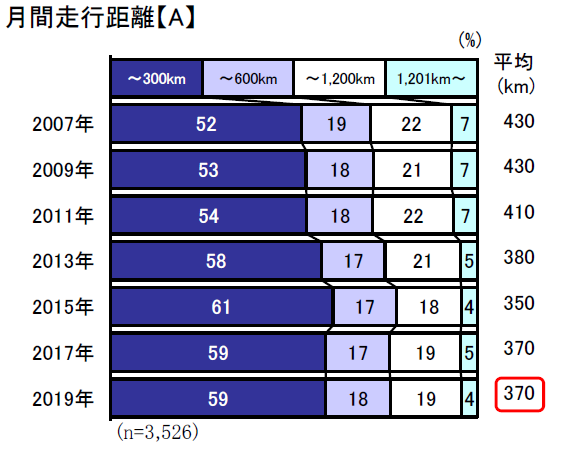 月間走行距離【A】
(%)
平均
(km)
～300km ～600km ～1,200km 1,201km～
2007年 52 19 22 7 430
2009年 53 18 21 7 430
2011年 54 18 22 7 410
2013年 58 17 21 5 380
2015年 61 17 18 4 350
2017年 59 17 19 5 370
2019年 59 18 19 4 370
(n=3,526)